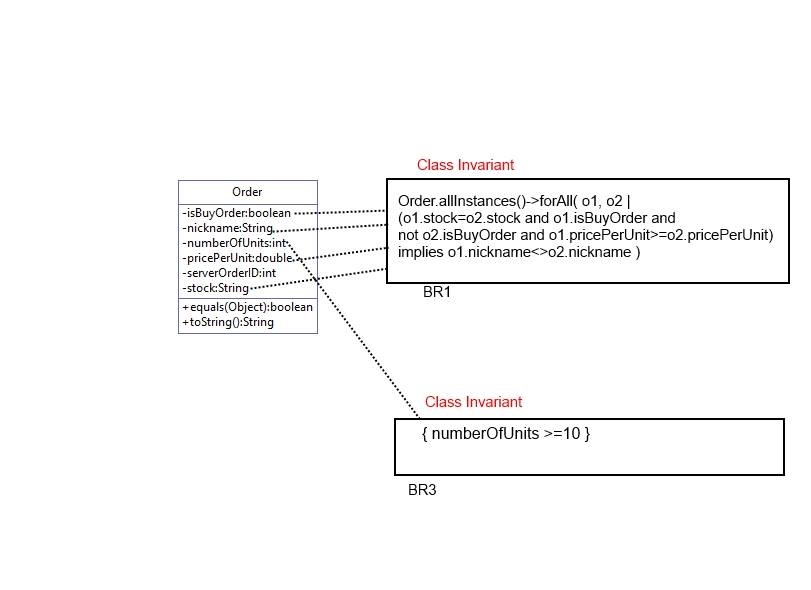 Class Invariant
Order
-isBuyOrder:boolean
-nickname:String
-numberOfUnits:int
-pricePerUnit:double
-serverOrderID:int
-stock:String
+equals(Object):boolean
+toString():String
Order.allInstances()->forAll( o1, o2 |
(o1.stock=o2.stock and o1.isBuyOrder and
not o2.isBuyOrder and o1.pricePerUnit>=o2.pricePerUnit)
implies o1.nickname<>o2.nickname )
BR1
Class Invariant
{ numberOfUnits >=10 }
BR3